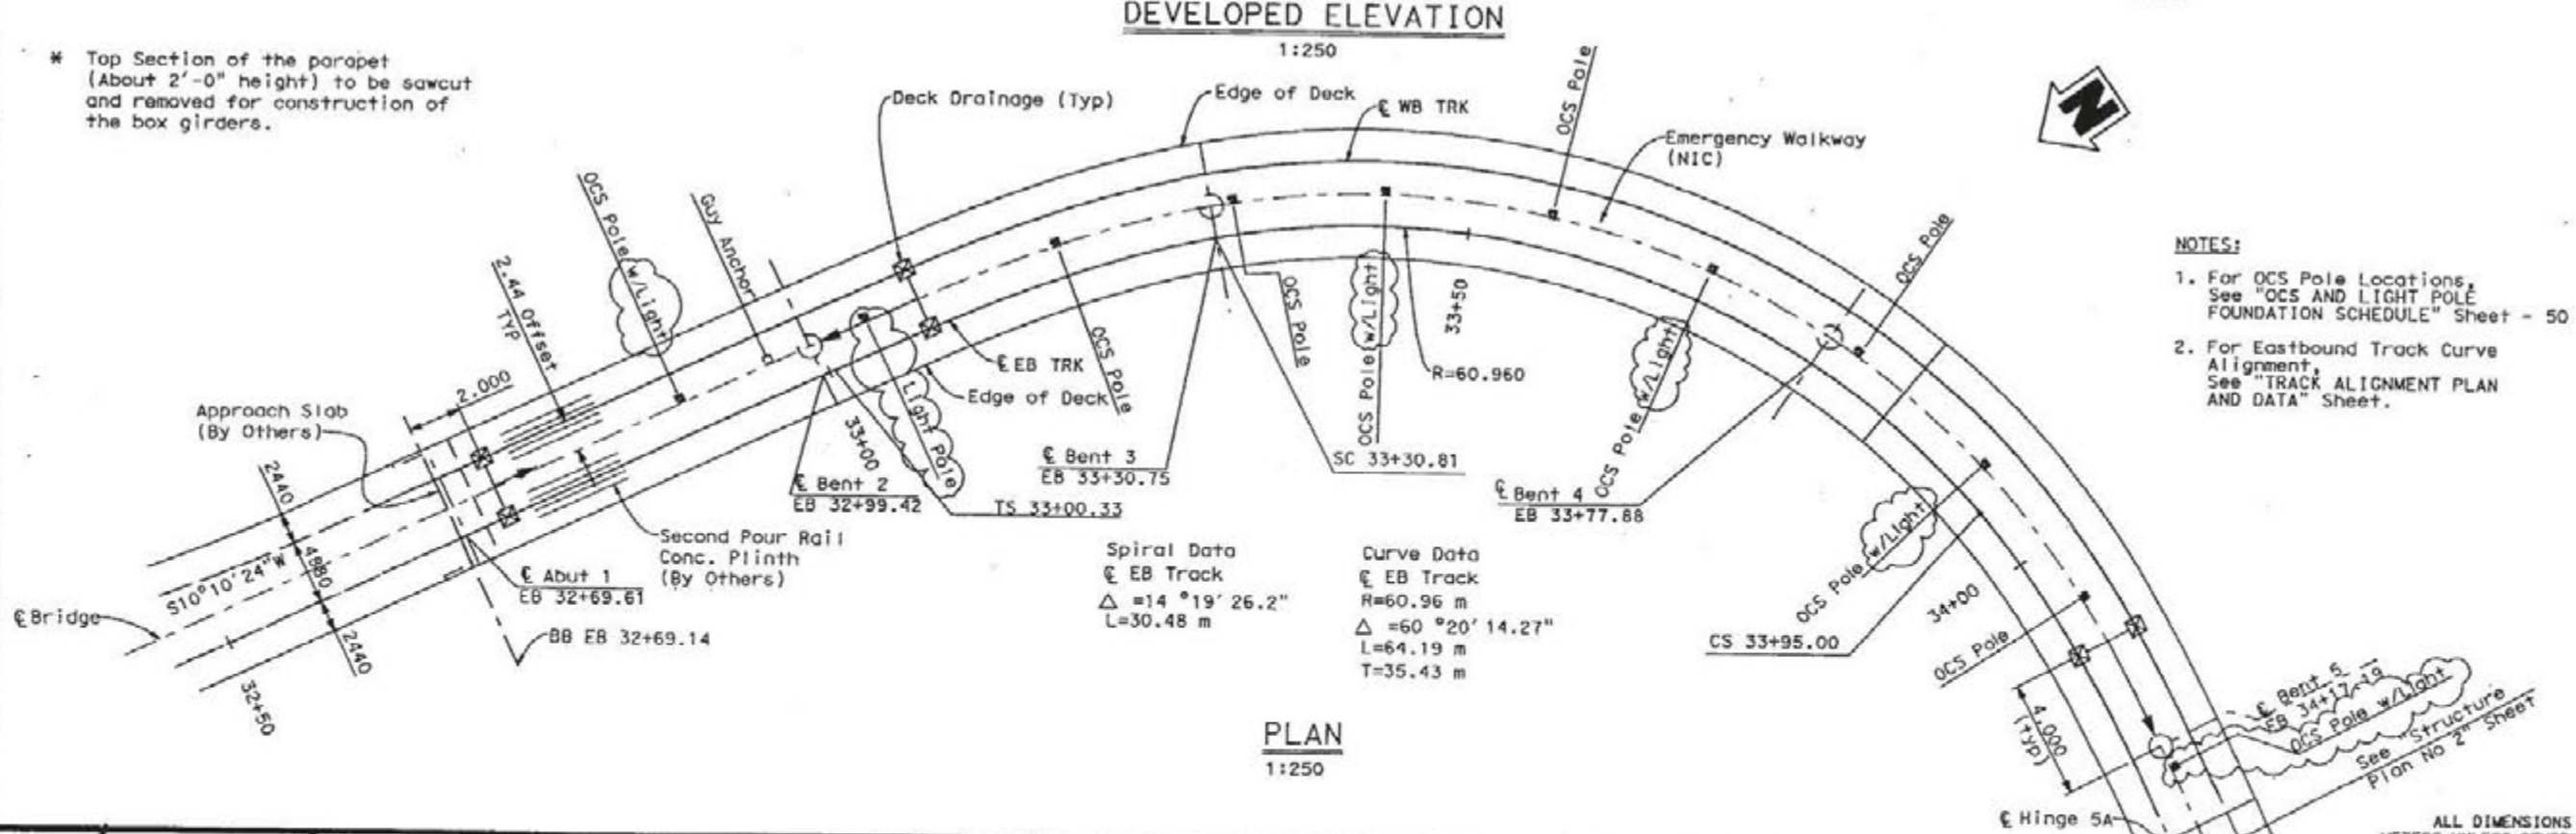 DEVELOPED ELEVATION
1:250
* Top Section of the parapet
(About 2'-0" height) to be sawcut
and removed for construction of
the box girders.
Deck Drainage (Typ)
Edge of Deck
℄ WB TRK
OCS Pole
Emergency Walkway
(NIC)
N
OCS Pole w/Light
Guy Anchor
2.44 Offset
TYP
2.000
Approach Slab
(By Others)
2440
4880
2440
S10°10'24"W
℄ Bridge
32+50
℄ Abut 1
EB 32+69.61
BB EB 32+69.14
Second Pour Rail
Conc. Plinth
(By Others)
℄ Bent 2
EB 32+99.42
33+00
Light Pole
TS 33+00.33
℄ EB TRK
Edge of Deck
OCS Pole
℄ Bent 3
EB 33+30.75
OCS Pole
SC 33+30.81
OCS Pole w/Light
33+50
R=60.960
OCS Pole w/Light
OCS Pole
℄ Bent 4
EB 33+77.88
Spiral Data
℄ EB Track
△ =14 °19' 26.2"
L=30.48 m
Curve Data
℄ EB Track
R=60.96 m
△ =60 °20' 14.27"
L=64.19 m
T=35.43 m
OCS Pole w/Light
CS 33+95.00
34+00
OCS Pole
4.000
(typ)
℄ Bent 5
EB 34+17.19
OCS Pole w/Light
See "Structure
Plan No 2" Sheet
℄ Hinge 5A
NOTES:
1. For OCS Pole Locations,
See "OCS AND LIGHT POLE
FOUNDATION SCHEDULE" Sheet - 50
2. For Eastbound Track Curve
Alignment,
See "TRACK ALIGNMENT PLAN
AND DATA" Sheet.
PLAN
1:250
ALL DIMENSIONS